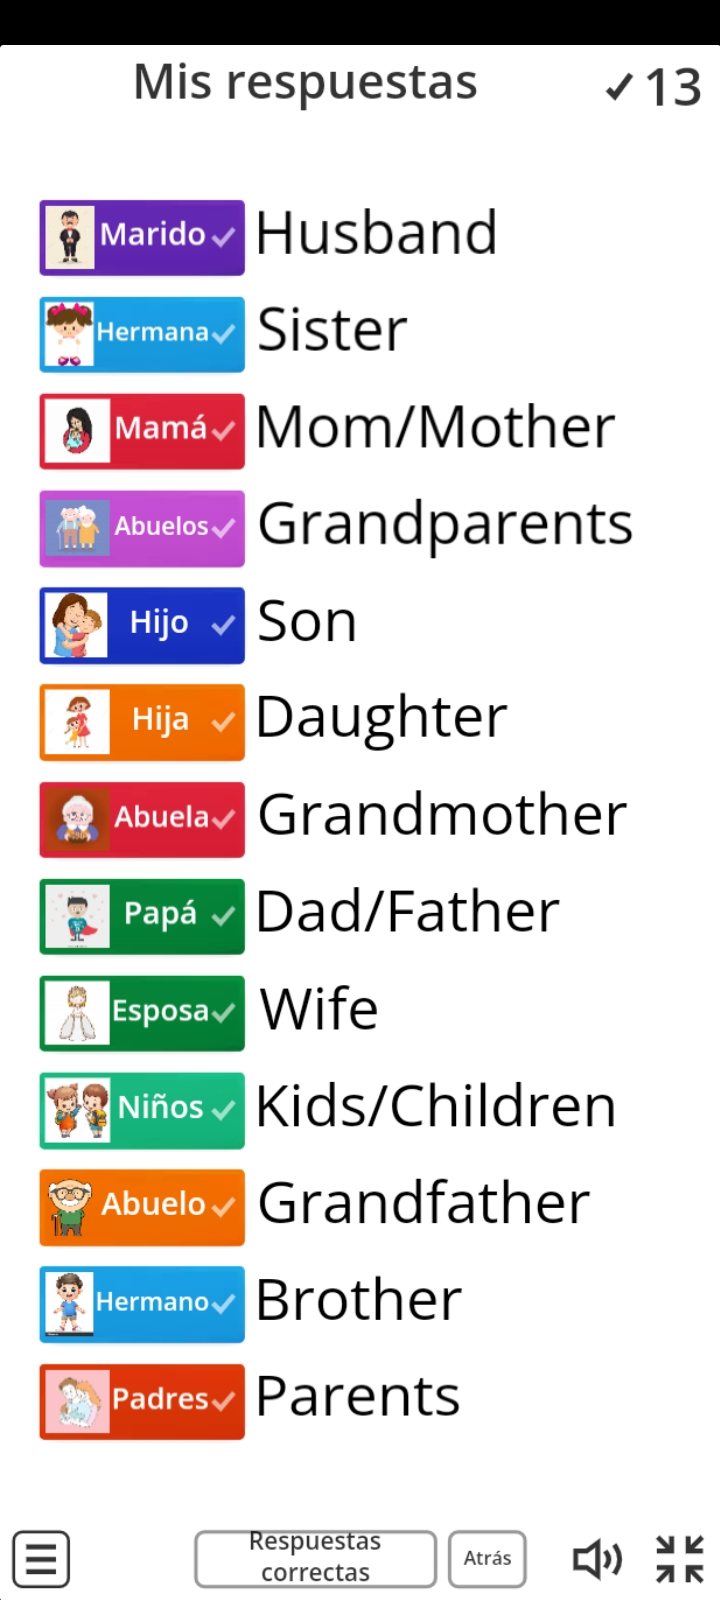 Mis respuestas ✓13
Marido Husband
Hermana Sister
Mamá Mom/Mother
Abuelos Grandparents
Hijo Son
Hija Daughter
Abuela Grandmother
Papá Dad/Father
Esposa Wife
Niños Kids/Children
Abuelo Grandfather
Hermano Brother
Padres Parents
Respuestas
correctas
Atrás